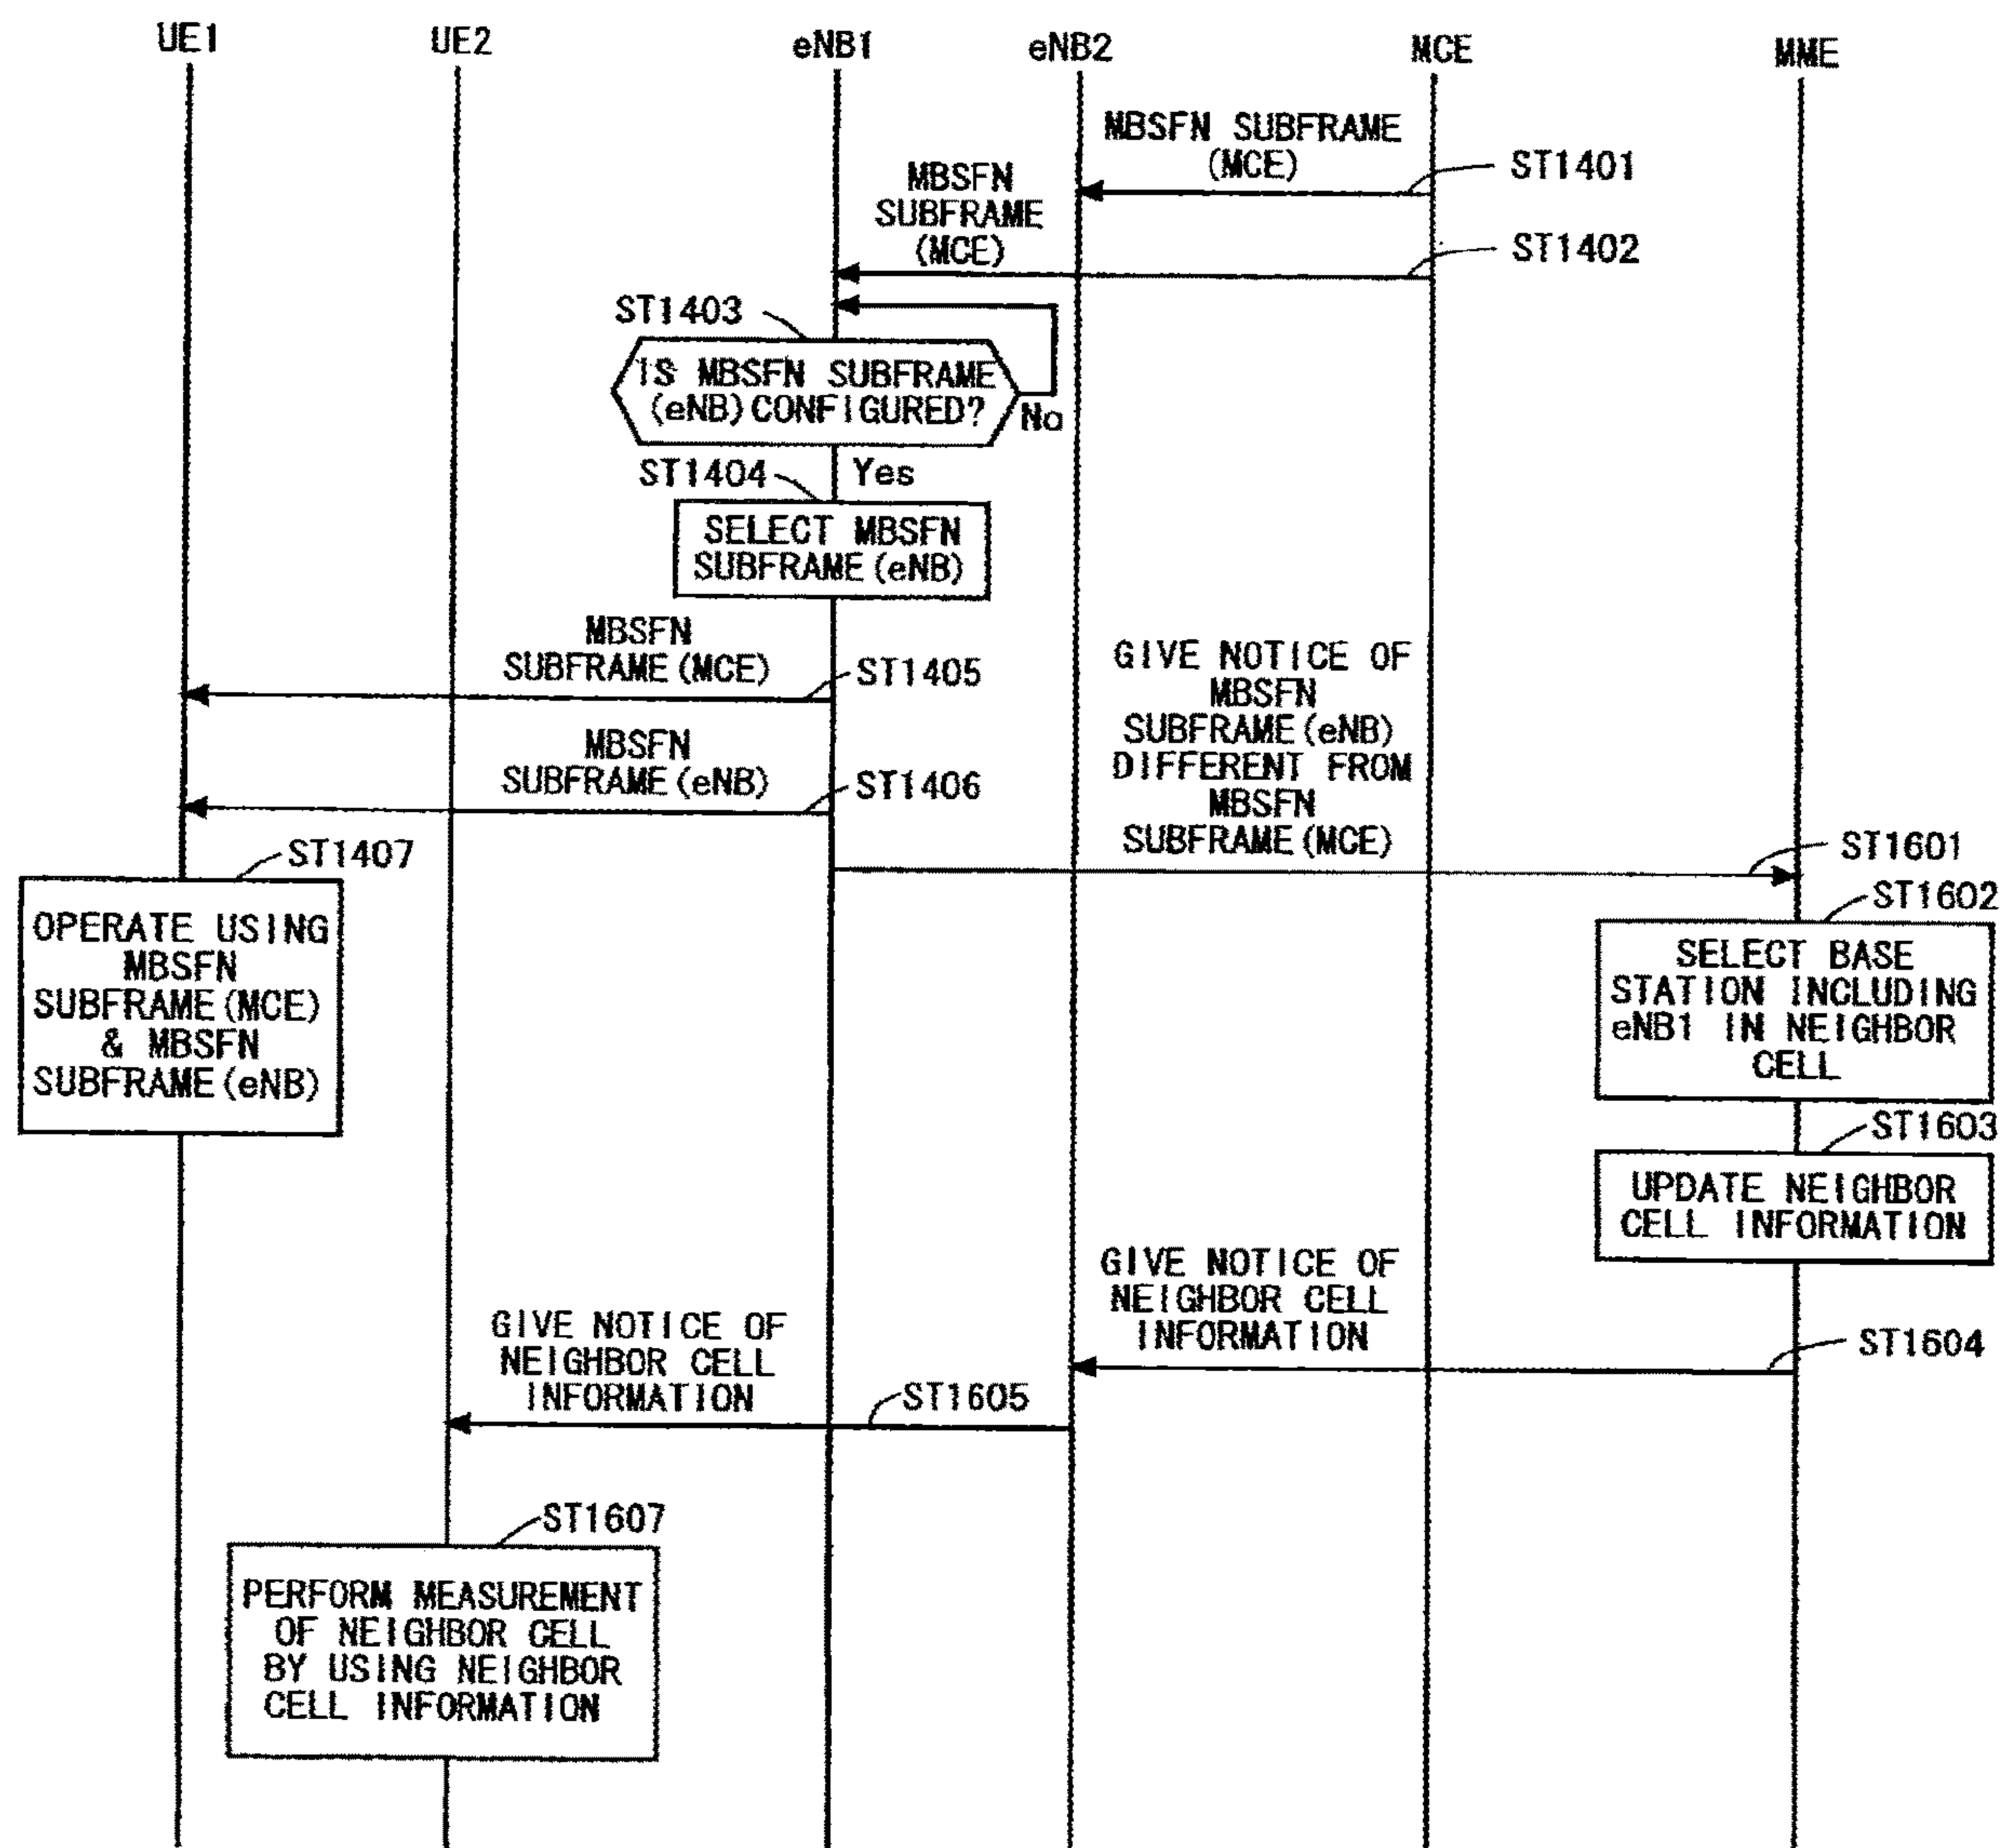 UE1
UE2
eNB1
eNB2
MCE
MME
MBSFN SUBFRAME
(MCE)
ST1401
MBSFN
SUBFRAME
(MCE)
ST1402
ST1403
IS MBSFN SUBFRAME
(eNB) CONFIGURED?
No
ST1404
Yes
SELECT MBSFN
SUBFRAME (eNB)
MBSFN
SUBFRAME (MCE)
ST1405
MBSFN
SUBFRAME (eNB)
ST1406
GIVE NOTICE OF
MBSFN
SUBFRAME (eNB)
DIFFERENT FROM
MBSFN
SUBFRAME (MCE)
ST1601
ST1407
OPERATE USING
MBSFN
SUBFRAME (MCE)
& MBSFN
SUBFRAME (eNB)
ST1602
SELECT BASE
STATION INCLUDING
eNB1 IN NEIGHBOR
CELL
ST1603
UPDATE NEIGHBOR
CELL INFORMATION
GIVE NOTICE OF
NEIGHBOR CELL
INFORMATION
ST1604
GIVE NOTICE OF
NEIGHBOR CELL
INFORMATION
ST1605
ST1607
PERFORM MEASUREMENT
OF NEIGHBOR CELL
BY USING NEIGHBOR
CELL INFORMATION